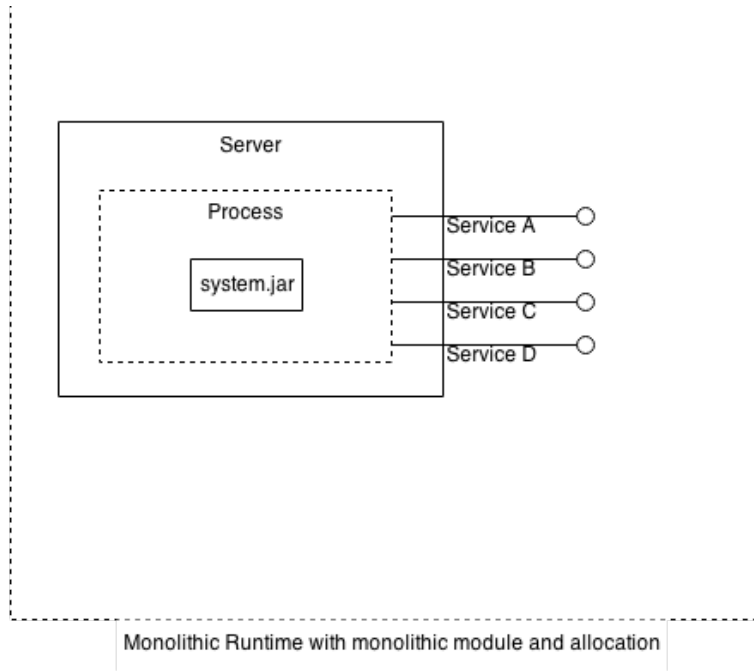 Server
Process
system.jar
Service A
Service B
Service C
Service D
Monolithic Runtime with monolithic module and allocation